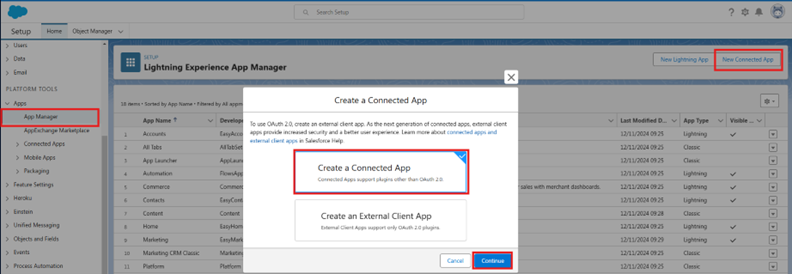 Search Setup
Setup
Home
Object Manager
Users
Data
Email
PLATFORM TOOLS
Apps
App Manager
AppExchange Marketplace
Connected Apps
Mobile Apps
Packaging
Feature Settings
Heroku
Einstein
Unified Messaging
Objects and Fields
Events
Process Automation
SETUP
Lightning Experience App Manager
New Lightning App
New Connected App
items • Sorted by App Name • Filtered by All app
App Name
Develop
Last Modified D...
App Type
Visible ...
1 Accounts EasyAcco 12/11/2024 09:25 Lightning
2 All Tabs AllTabSet 12/11/2024 09:25 Classic
3 App Launcher AppLaun 12/11/2024 09:25 Classic
4 Automation FlowsApp 12/11/2024 09:25 Lightning
5 Commerce Commer sales with merchant dashboards 12/11/2024 09:25 Lightning
6 Contacts EasyCon 12/11/2024 09:25 Lightning
7 Content Content 12/11/2024 09:28 Classic
8 Home EasyHom 12/11/2024 09:25 Lightning
9 Marketing EasyMark 12/11/2024 09:29 Lightning
10 Marketing CRM Classic Marketin 12/11/2024 09:25 Classic
11 Platform Platform 12/11/2024 09:25 Classic
Create a Connected App
To use OAuth 2.0, create an external client app. As the next generation of connected apps, external client
apps provide increased security and a better user experience. Learn more about connected apps and
external client apps in Salesforce Help.
Create a Connected App
Connected Apps support plugins other than OAuth 2.0.
Create an External Client App
External Client Apps support only OAuth 2.0 plugins.
Cancel
Continue